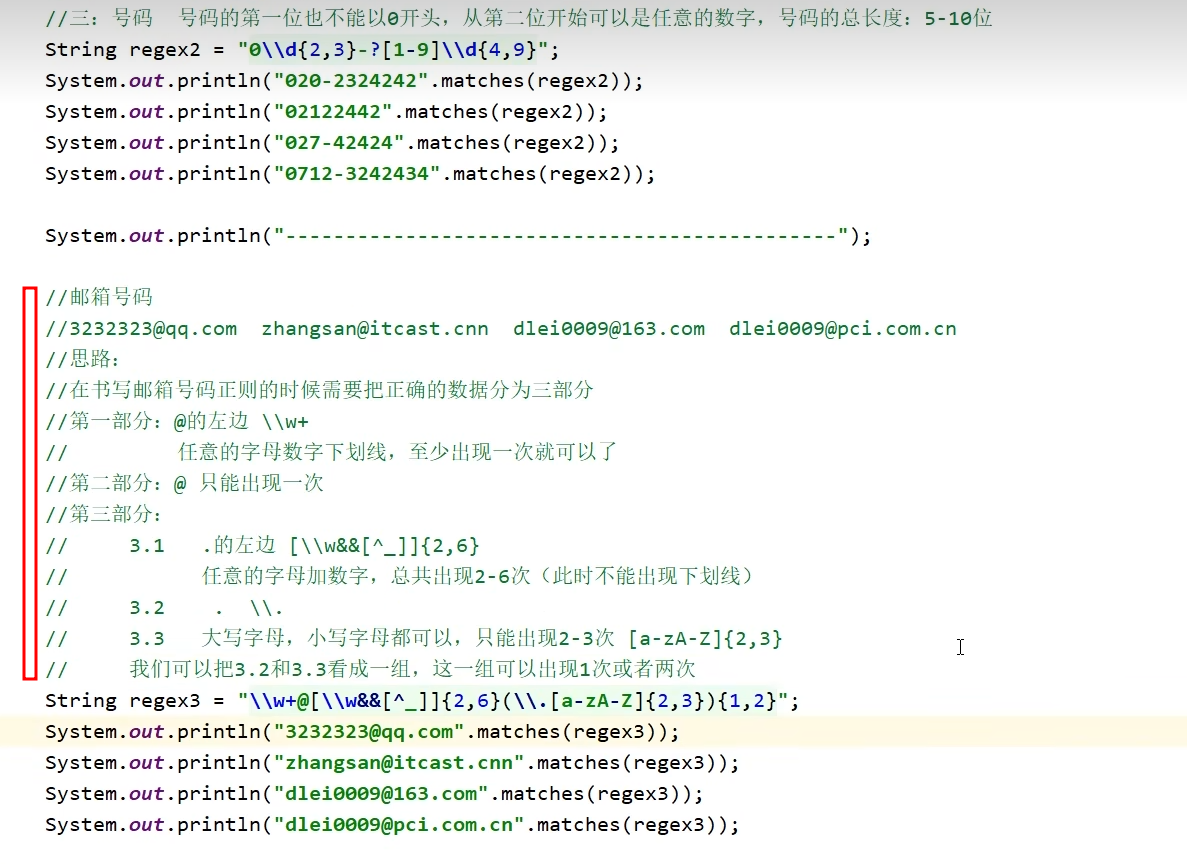 //三：号码  号码的第一位也不能以0开头，从第二位开始可以是任意的数字，号码的总长度：5-10位
String regex2 = "0\\d{2,3}-?[1-9]\\d{4,9}";
System.out.println("020-2324242".matches(regex2));
System.out.println("02122442".matches(regex2));
System.out.println("027-42424".matches(regex2));
System.out.println("0712-3242434".matches(regex2));
System.out.println("----------------------------------------------");
//邮箱号码
//3232323@qq.com  zhangsan@itcast.cnn  dlei0009@163.com  dlei0009@pci.com.cn
//思路：
//在书写邮箱号码正则的时候需要把正确的数据分为三部分
//第一部分：@的左边 \\w+
//         任意的字母数字下划线，至少出现一次就可以了
//第二部分：@ 只能出现一次
//第三部分：
//     3.1   .的左边 [\\w&&[^_]]{2,6}
//           任意的字母加数字，总共出现2-6次（此时不能出现下划线）
//     3.2    .  \\.
//     3.3   大写字母，小写字母都可以，只能出现2-3次 [a-zA-Z]{2,3}
//     我们可以把3.2和3.3看成一组，这一组可以出现1次或者两次
String regex3 = "\\w+@[\\w&&[^_]]{2,6}(\\.[a-zA-Z]{2,3}){1,2}";
System.out.println("3232323@qq.com".matches(regex3));
System.out.println("zhangsan@itcast.cnn".matches(regex3));
System.out.println("dlei0009@163.com".matches(regex3));
System.out.println("dlei0009@pci.com.cn".matches(regex3));